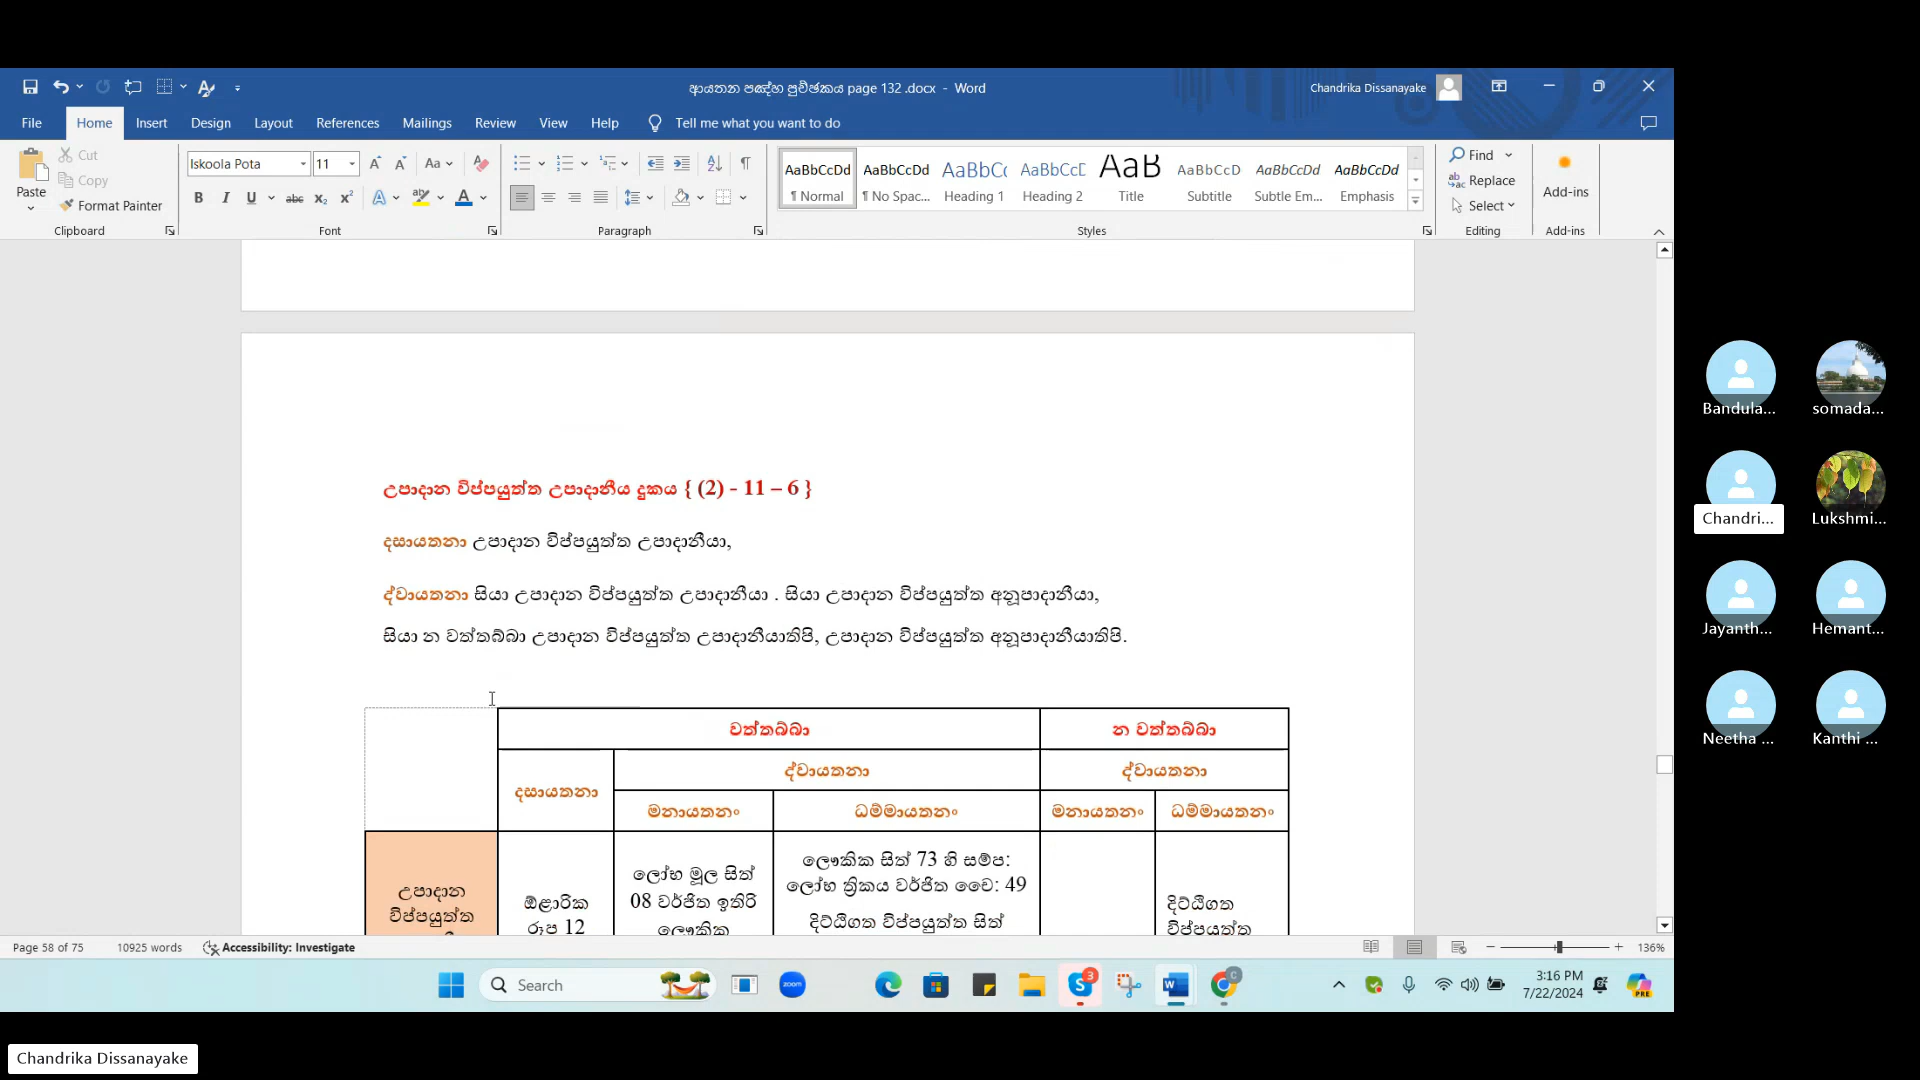 ආයතන පඤ්හ පුච්ඡකය page 132 .docx - Word
Chandrika Dissanayake
File Home Insert Design Layout References Mailings Review View Help Tell me what you want to do
Paste
Cut
Copy
Format Painter
Clipboard
Iskoola Pota 11
Font
Paragraph
AaBbCcDd AaBbCcDd AaBbCc AaBbCcE AaB AaBbCcD AaBbCcDd AaBbCcDd
¶ Normal ¶ No Spac... Heading 1 Heading 2 Title Subtitle Subtle Em... Emphasis
Styles
Find
Replace
Select
Editing
Add-ins
Add-ins
උපාදාන විප්පයුත්ත උපාදානීය දුකය { (2) - 11 – 6 }
දසායතනා උපාදාන විප්පයුත්ත උපාදානීයා,
ද්වායතනා සියා උපාදාන විප්පයුත්ත උපාදානීයා . සියා උපාදාන විප්පයුත්ත අනූපාදානීයා,
සියා න වත්තබ්බා උපාදාන විප්පයුත්ත උපාදානීයාතිපි, උපාදාන විප්පයුත්ත අනූපාදානීයාතිපි.
වත්තබ්බා න වත්තබ්බා
දසායතනා ද්වායතනා ද්වායතනා
මනායතනං ධම්මායතනං මනායතනං ධම්මායතනං
උපාදාන
විප්පයුත්ත
ඕළාරික
රූප 12
ලෝභ මූල සිත්
08 වර්ජිත ඉතිරි
ලෞකික
ලෞකික සිත් 73 හි සම්ප:
ලෝභ ත්‍රිකය වර්ජිත චෛ: 49
දිට්ඨිගත විප්පයුත්ත සිත්
දිට්ඨිගත
විප්පයුත්ත
Page 58 of 75 10925 words Accessibility: Investigate 136%
Search
zoom
3
3:16 PM
7/22/2024
PRE
Bandula... somada...
Chandri... Lukshmi...
Jayanth... Hemant...
Neetha ... Kanthi ...
Chandrika Dissanayake